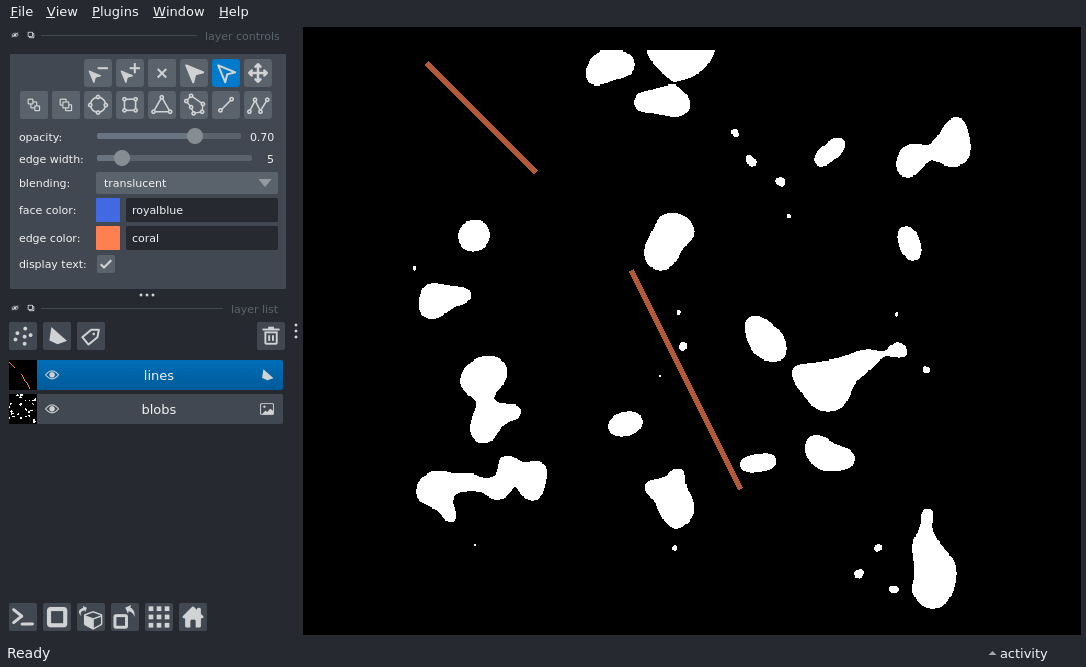 File View Plugins Window Help
layer controls
opacity: 0.70
edge width: 5
blending: translucent
face color: royalblue
edge color: coral
display text:
layer list
lines
blobs
Ready
activity